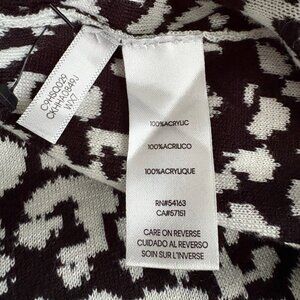 100%ACRYLIC
100%ACRILICO
100%ACRYLIQUE
RN#54163
CA#57151
CARE ON REVERSE
CUIDADO AL REVERSO
SOIN SUR L'INVERSE